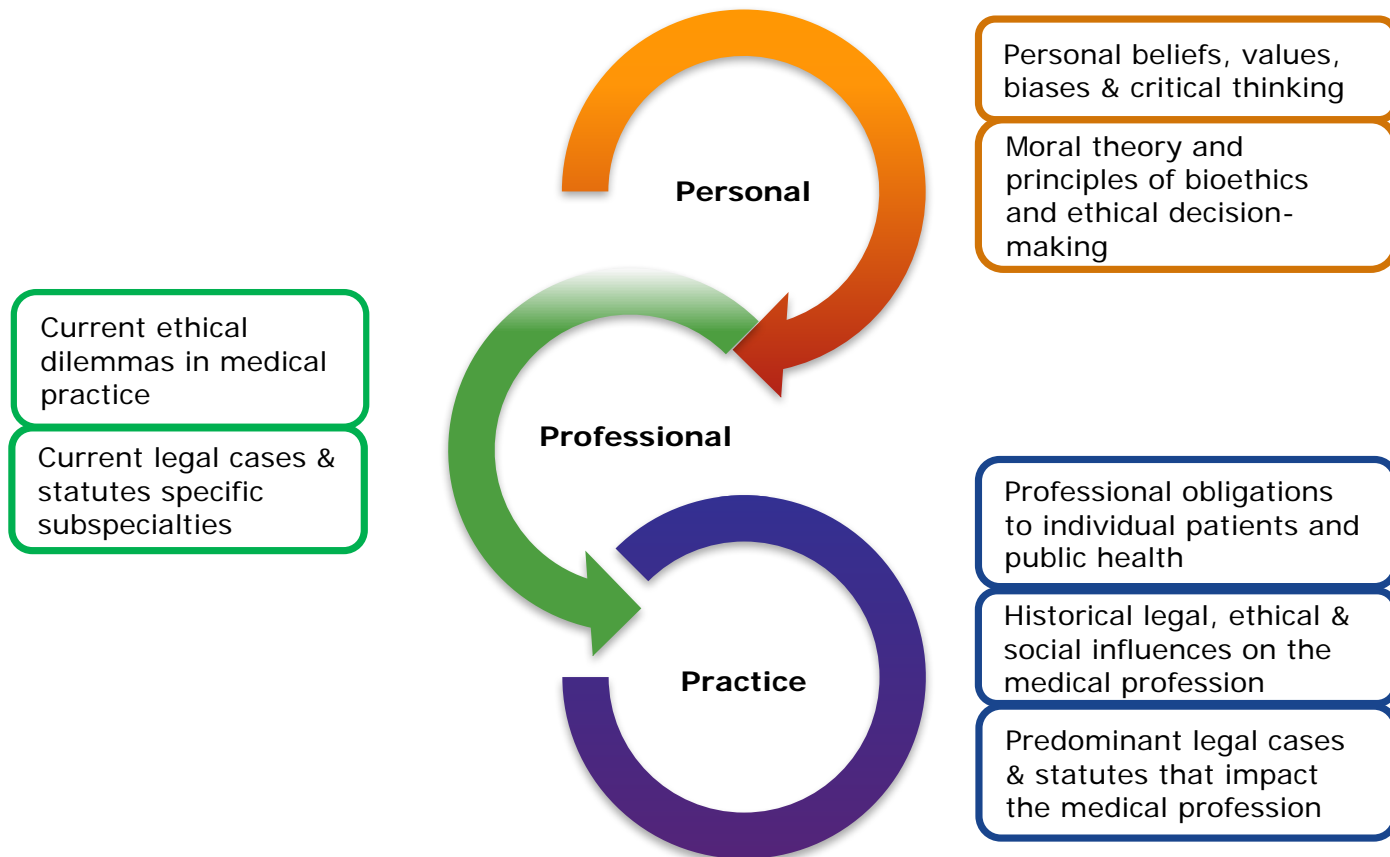 Personal beliefs, values,
biases & critical thinking
Moral theory and
principles of bioethics
and ethical decision-
making
Personal
Current ethical
dilemmas in medical
practice
Current legal cases &
statutes specific
subspecialties
Professional
Professional obligations
to individual patients and
public health
Historical legal, ethical &
social influences on the
medical profession
Predominant legal cases
& statutes that impact
the medical profession
Practice